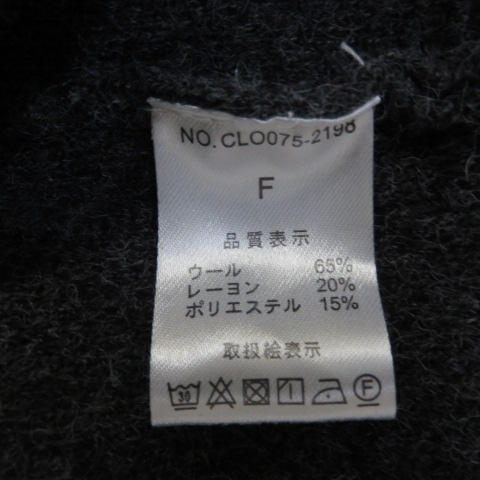 NO. CLO075-2198
F
品質表示
ウール 65%
レーヨン 20%
ポリエステル 15%
取扱絵表示
30 F